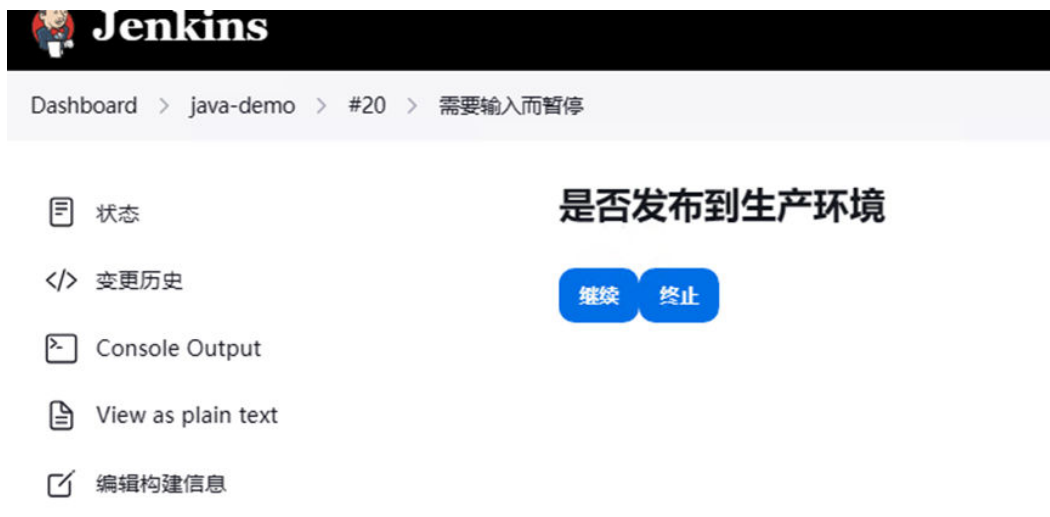 Jenkins
Dashboard > java-demo > #20 > 需要输入而暂停
状态
变更历史
Console Output
View as plain text
编辑构建信息
是否发布到生产环境
继续 终止